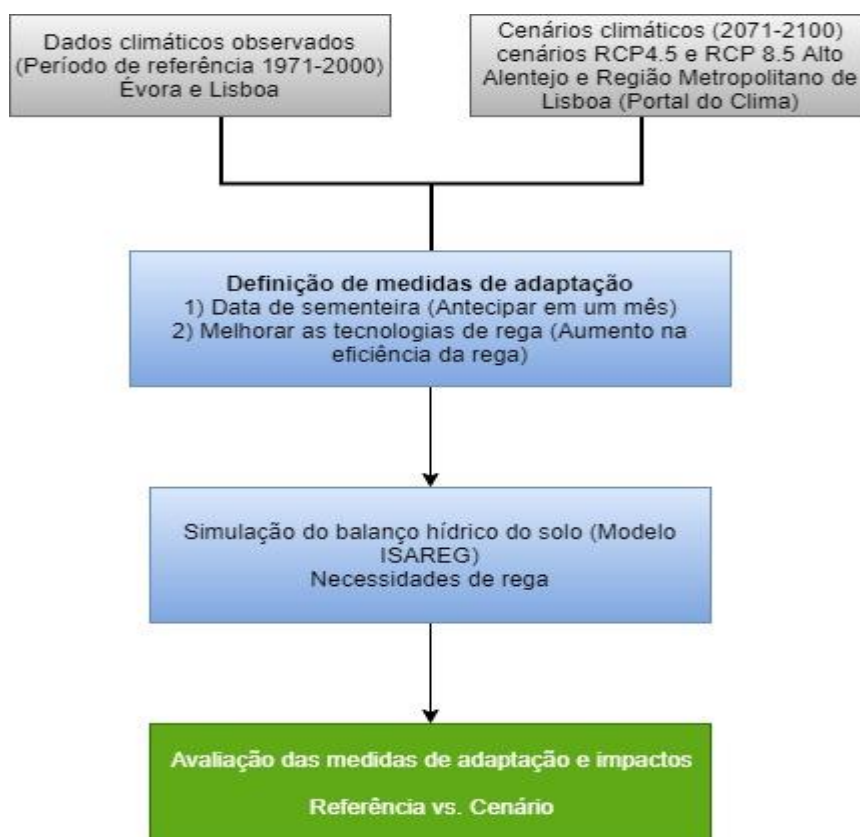 Dados climáticos observados
(Período de referência 1971-2000)
Évora e Lisboa
Cenários climáticos (2071-2100)
cenários RCP4.5 e RCP 8.5 Alto
Alentejo e Região Metropolitano de
Lisboa (Portal do Clima)
Definição de medidas de adaptação
1) Data de sementeira (Antecipar em um mês)
2) Melhorar as tecnologias de rega (Aumento na
eficiência da rega)
Simulação do balanço hídrico do solo (Modelo
ISAREG)
Necessidades de rega
Avaliação das medidas de adaptação e impactos
Referência vs. Cenário